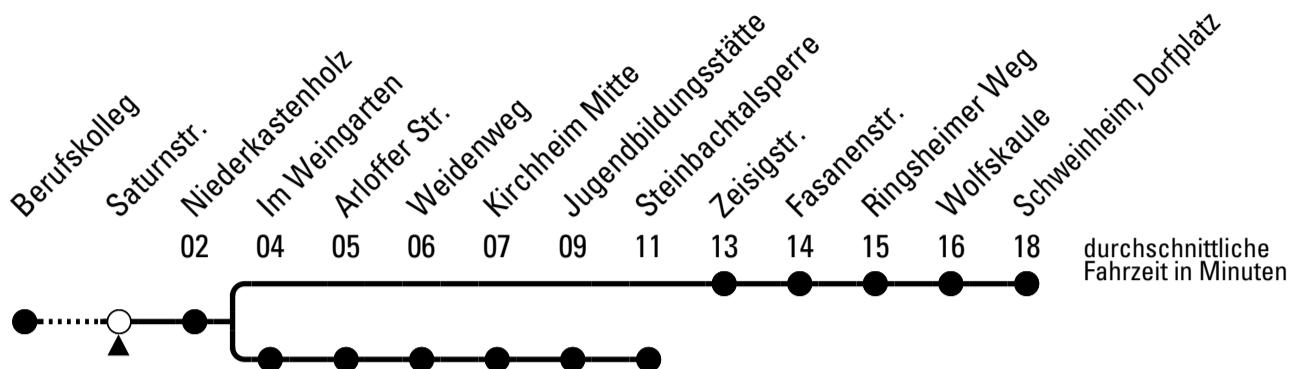 Berufskolleg
Saturnstr.
Niederkastenholz
Im Weingarten
Arloffer Str.
Weidenweg
Kirchheim Mitte
Jugendbildungsstätte
Steinbachtalsperre
Zeisigstr.
Fasanenstr.
Ringsheimer Weg
Wolfskaule
Schweinheim, Dorfplatz
02 04 05 06 07 09 11 13 14 15 16 18
durchschnittliche
Fahrzeit in Minuten